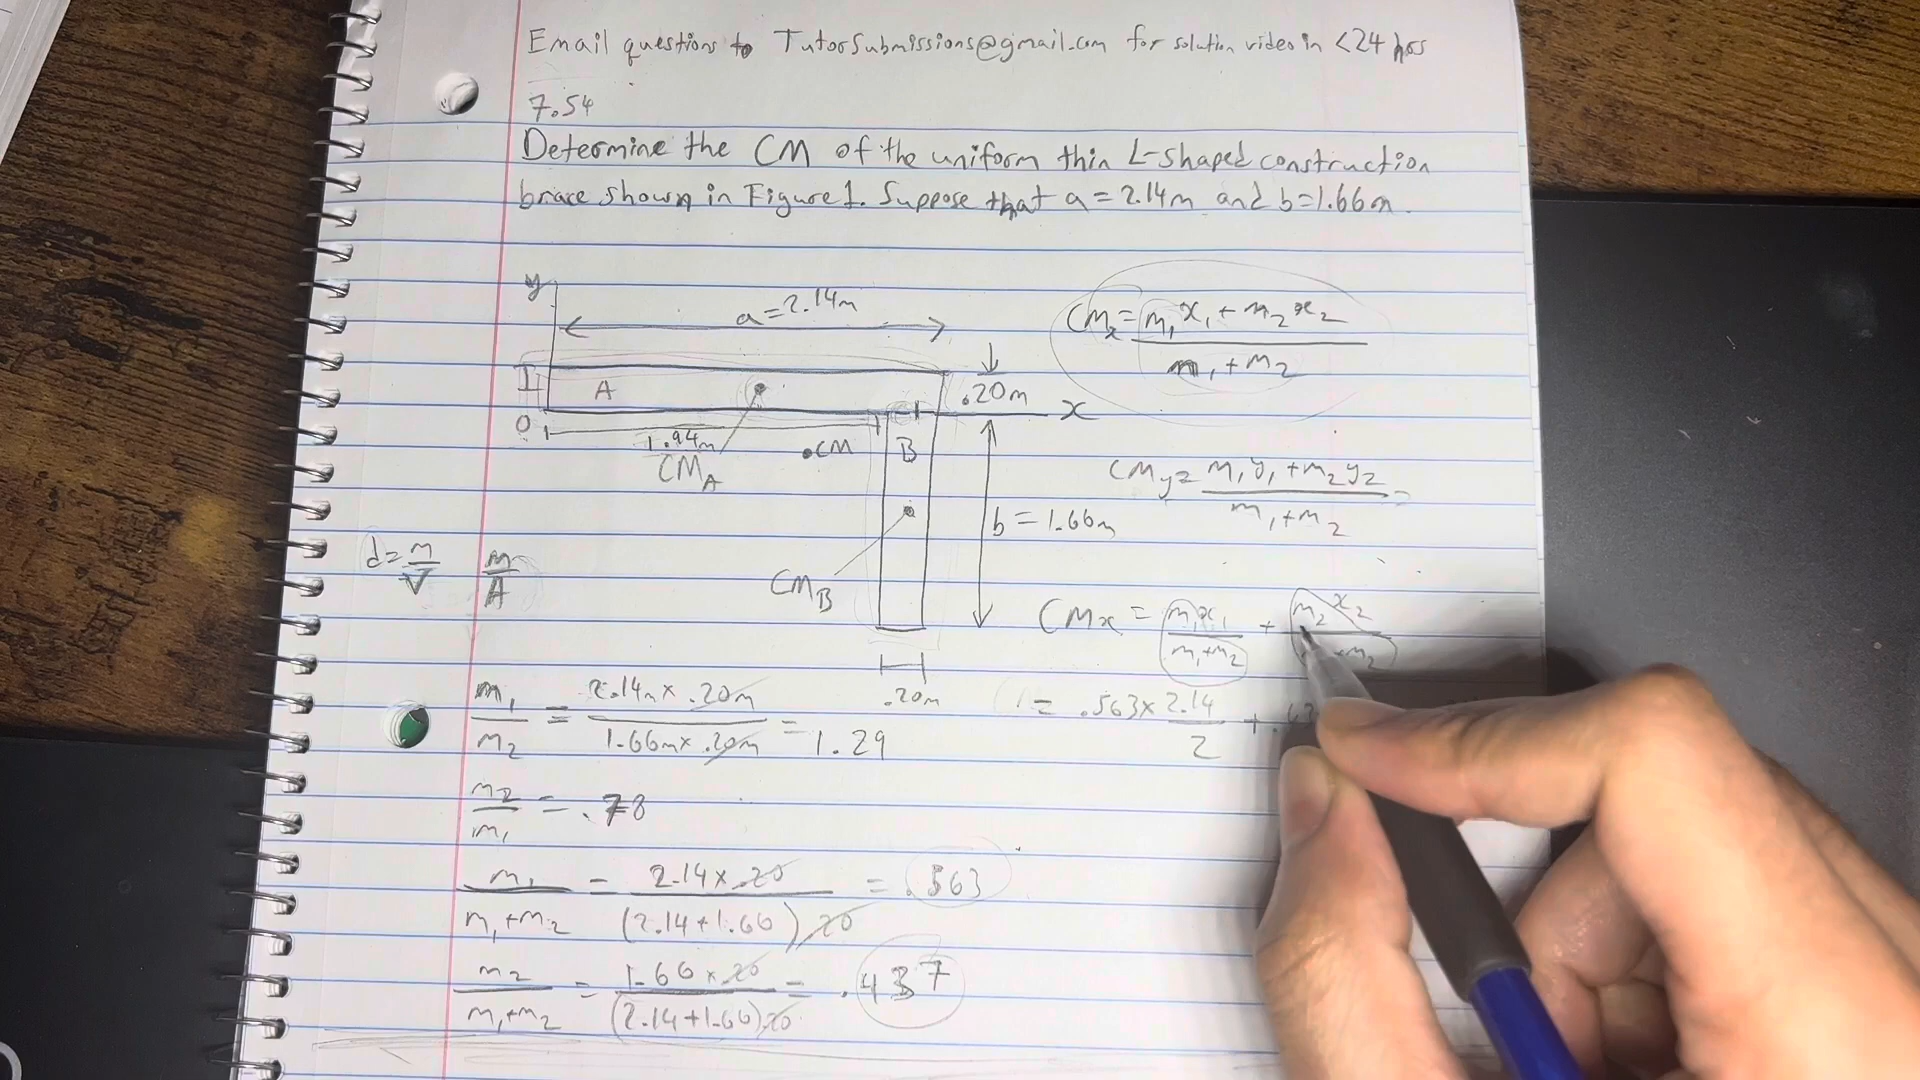 Email questions to TutorSubmissions@gmail.com for solution video in <24 hrs
7.54
Determine the CM of the uniform thin L-shaped construction
brace shown in Figure 1. Suppose that a=2.14m and b=1.66m.
y
a=2.14m
CMx = m1x1+m2x2 / m1+m2
A
.20m
x
0
1.94m
.CM
B
CMA
CMy = m1y1+m2y2 / m1+m2 =
b=1.66m
d=m/V
m/A
CMB
CMx = m1x1/m1+m2 + m2x2/+m2
m1/m2 = 2.14m x .20m / 1.66m x .20m = 1.29
.20m
= .563 x 2.14/2 + .
m2/m1 = .78
m1/m1+m2 = 2.14 x .20 / (2.14+1.66).20 = .563
m2/m1+m2 = 1.66 x .20 / (2.14+1.66).20 = .437